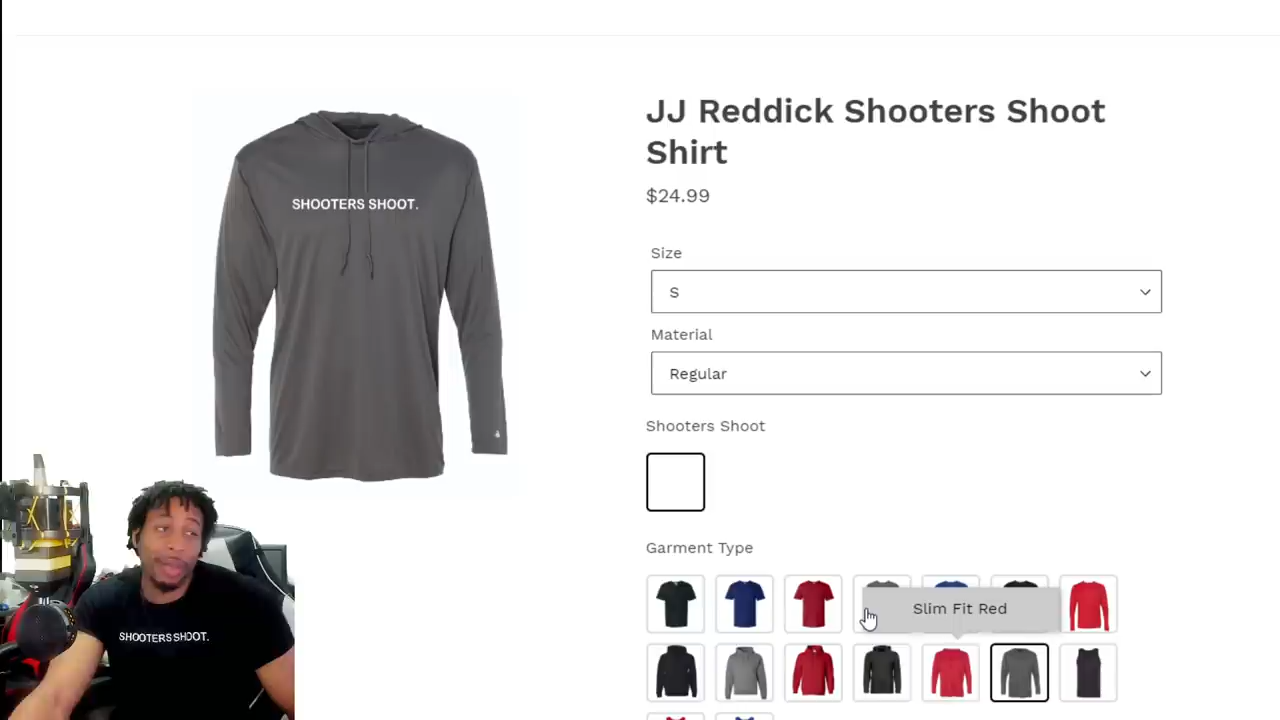 JJ Reddick Shooters Shoot
Shirt
$24.99
SHOOTERS SHOOT.
Size
S
Material
Regular
Shooters Shoot
Garment Type
Slim Fit Red
SHOOTERS SHOOT.